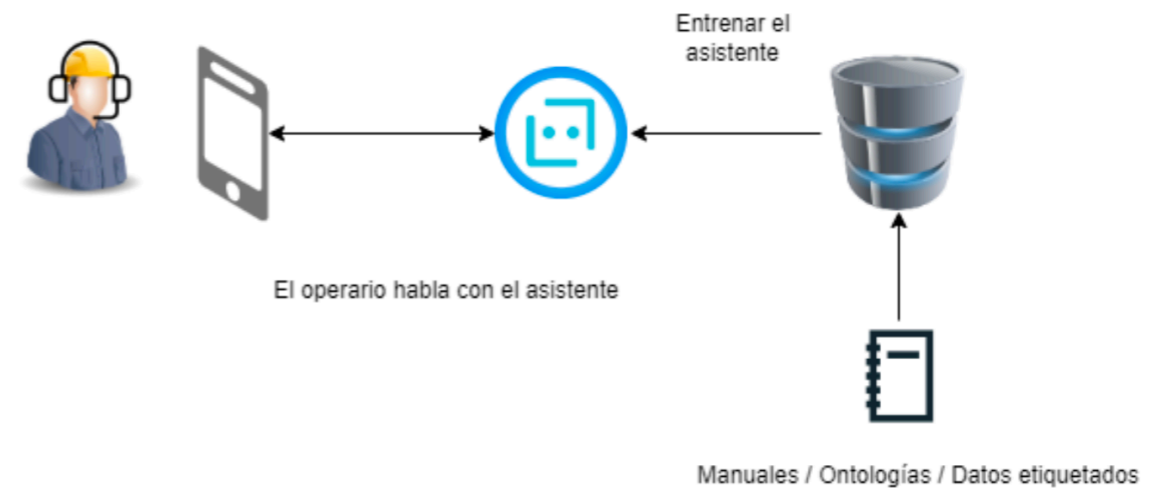 Entrenar el
asistente
El operario habla con el asistente
Manuales / Ontologías / Datos etiquetados